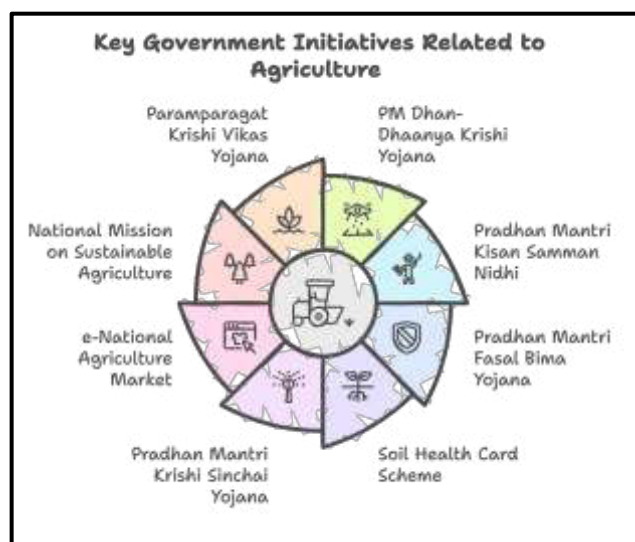 Key Government Initiatives Related to
Agriculture
Paramparagat
Krishi Vikas
Yojana
PM Dhan-
Dhaanya Krishi
Yojana
National Mission
on Sustainable
Agriculture
Pradhan Mantri
Kisan Samman
Nidhi
e-National
Agriculture
Market
Pradhan Mantri
Fasal Bima
Yojana
Pradhan Mantri
Krishi Sinchai
Yojana
Soil Health Card
Scheme